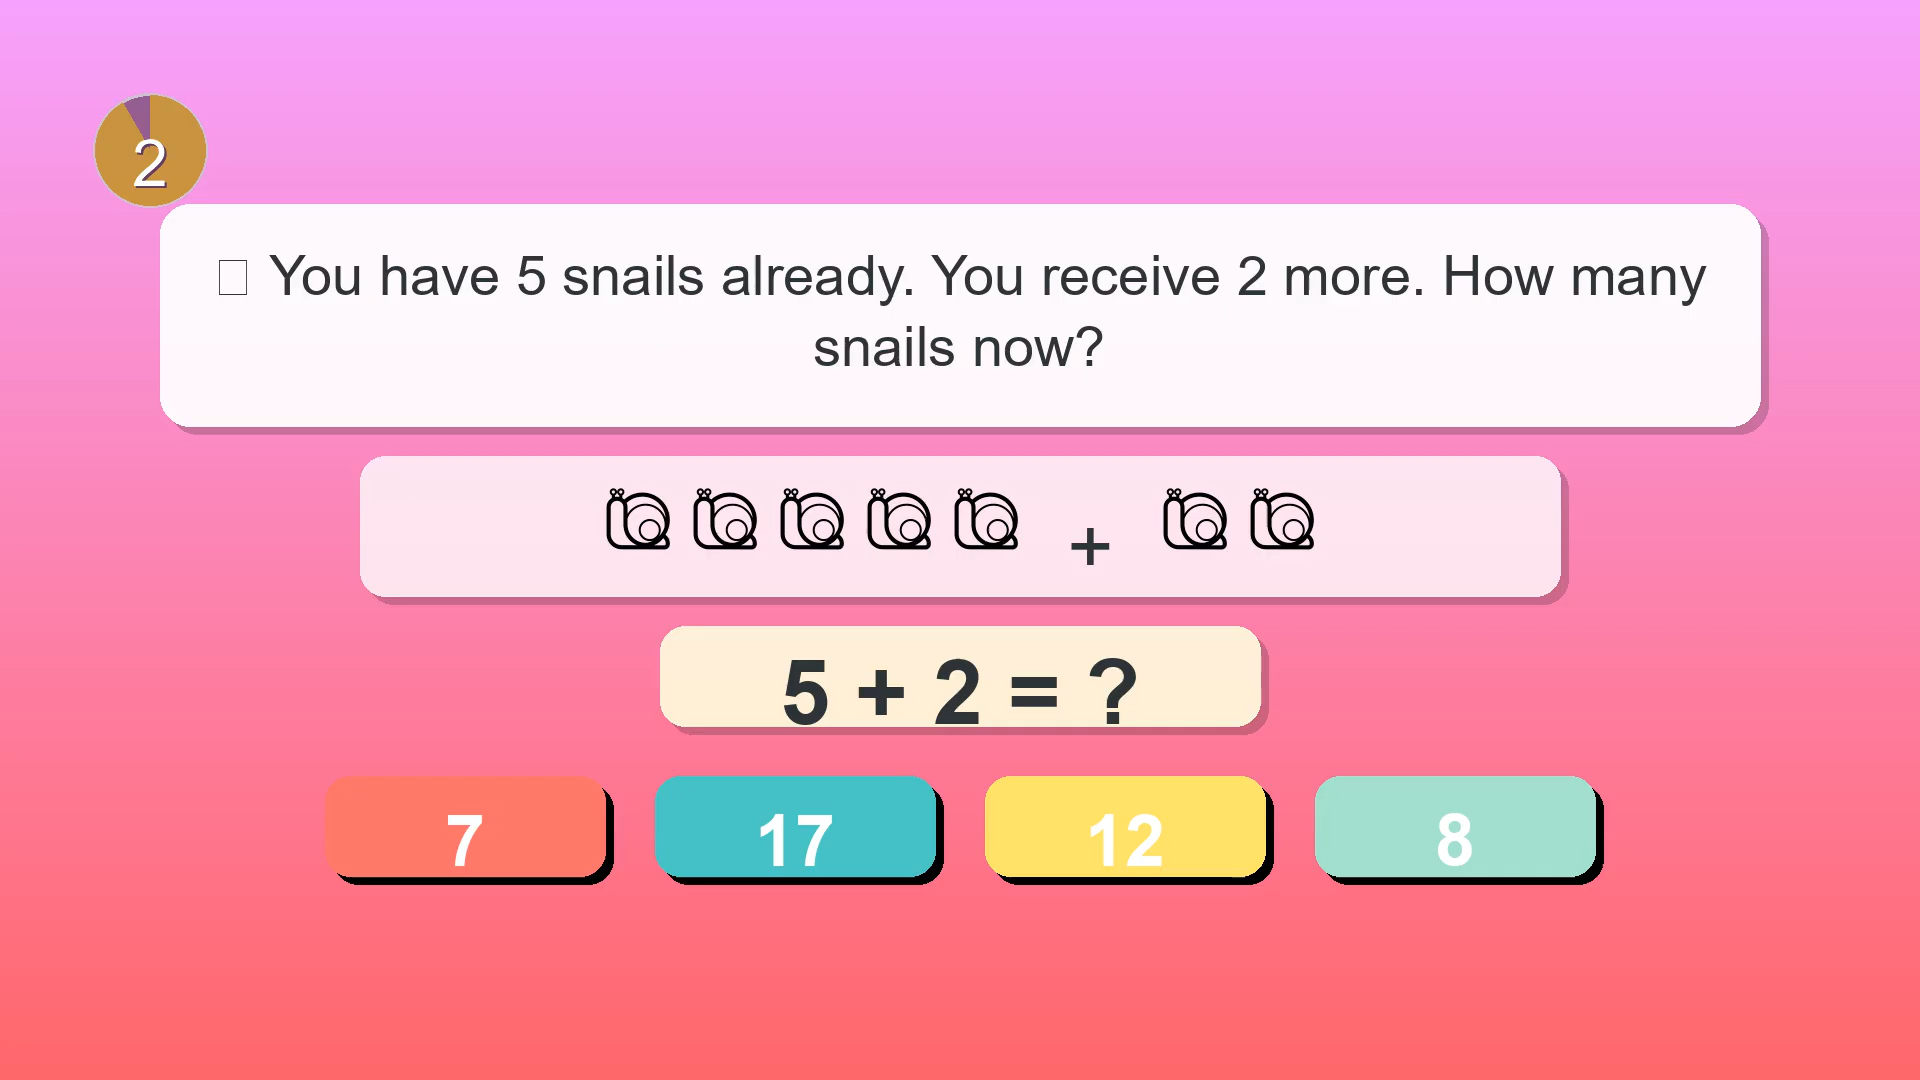 2
You have 5 snails already. You receive 2 more. How many
snails now?
+
5 + 2 = ?
7
17
12
8